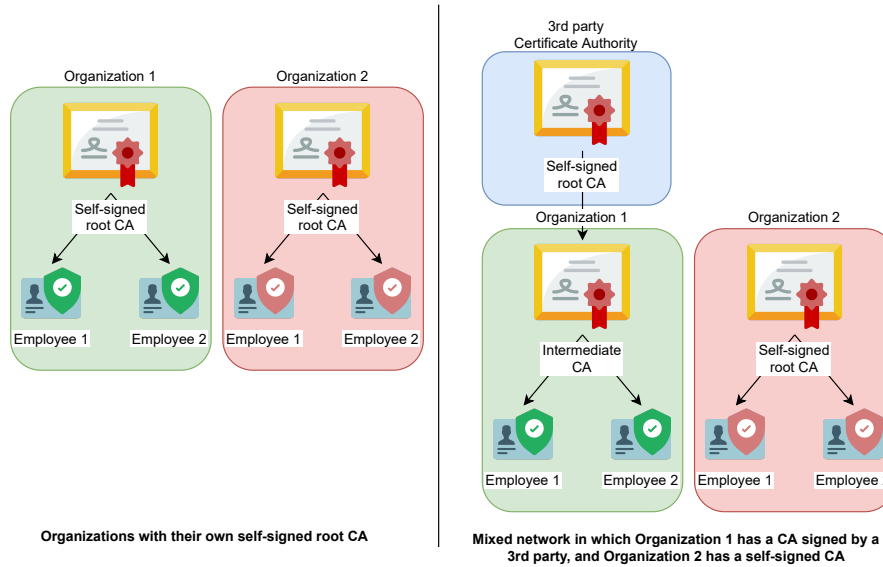 Organization 1
Organization 2
Self-signed
root CA
Self-signed
root CA
Employee 1
Employee 2
Employee 1
Employee 2
Organizations with their own self-signed root CA
3rd party
Certificate Authority
Self-signed
root CA
Organization 1
Organization 2
Intermediate
CA
Self-signed
root CA
Employee 1
Employee 2
Employee 1
Employee
Mixed network in which Organization 1 has a CA signed by a
3rd party, and Organization 2 has a self-signed CA